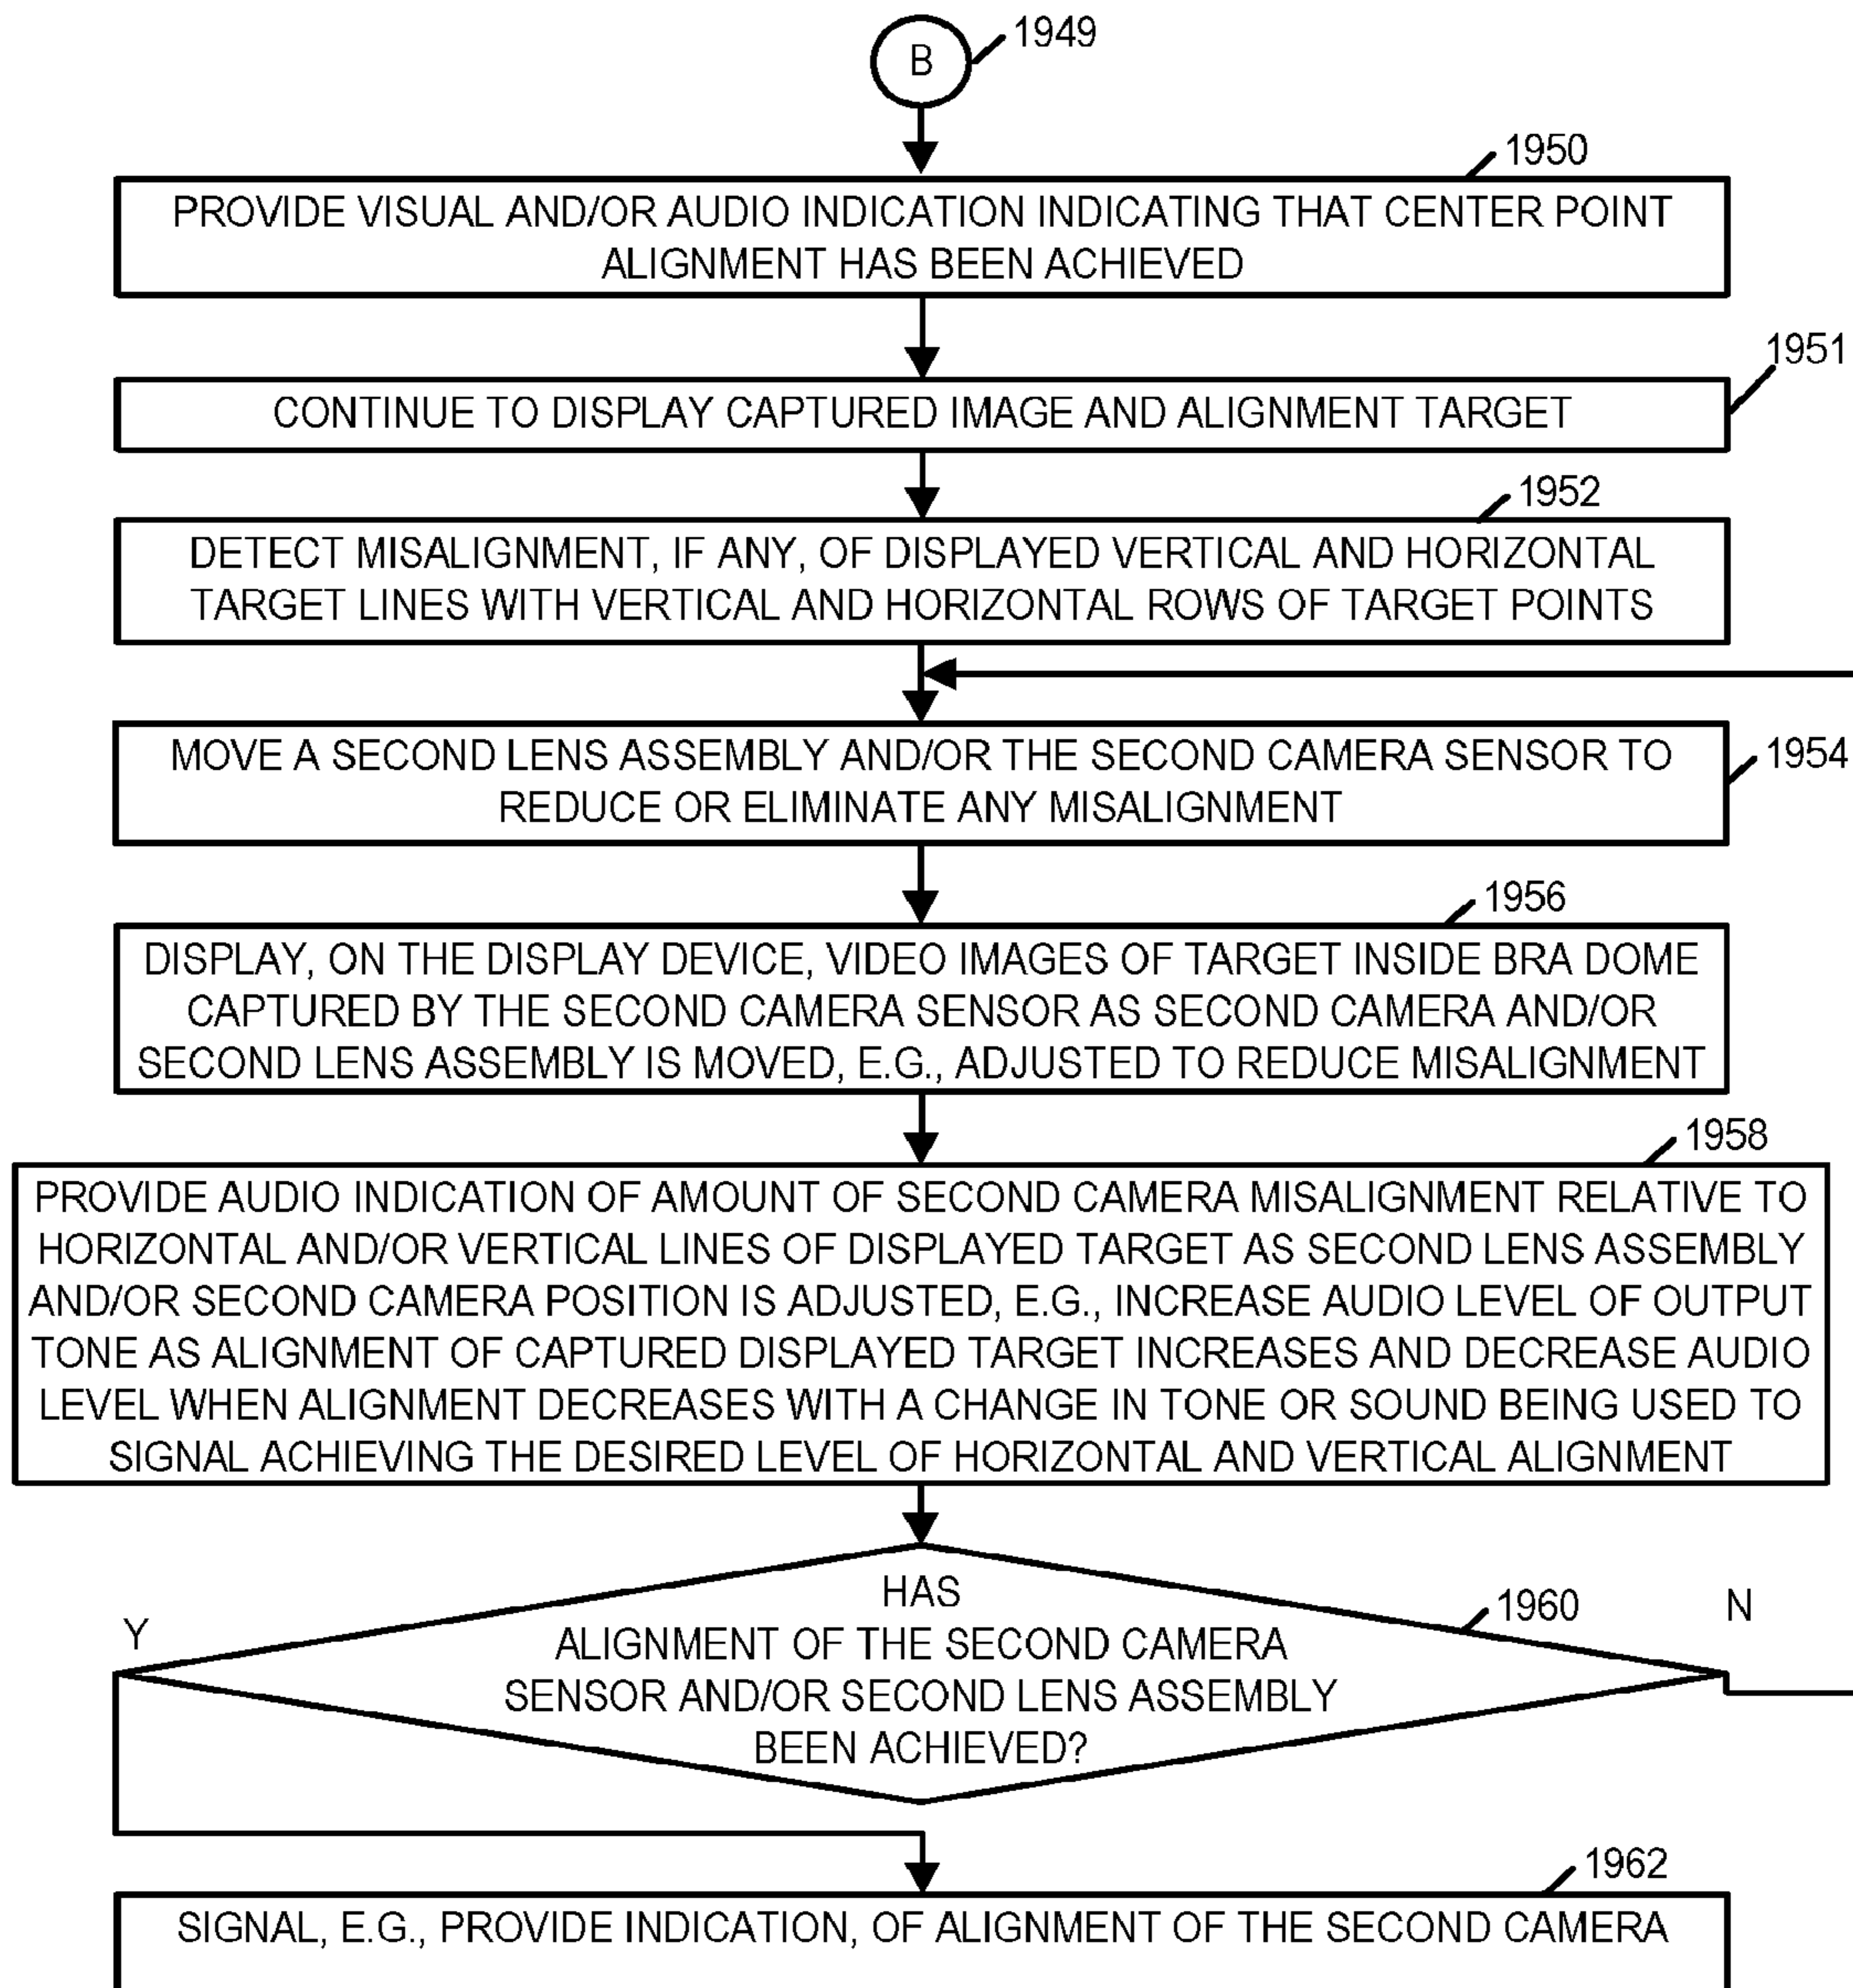 B
1949
1950
PROVIDE VISUAL AND/OR AUDIO INDICATION INDICATING THAT CENTER POINT
ALIGNMENT HAS BEEN ACHIEVED
1951
CONTINUE TO DISPLAY CAPTURED IMAGE AND ALIGNMENT TARGET
1952
DETECT MISALIGNMENT, IF ANY, OF DISPLAYED VERTICAL AND HORIZONTAL
TARGET LINES WITH VERTICAL AND HORIZONTAL ROWS OF TARGET POINTS
1954
MOVE A SECOND LENS ASSEMBLY AND/OR THE SECOND CAMERA SENSOR TO
REDUCE OR ELIMINATE ANY MISALIGNMENT
1956
DISPLAY, ON THE DISPLAY DEVICE, VIDEO IMAGES OF TARGET INSIDE BRA DOME
CAPTURED BY THE SECOND CAMERA SENSOR AS SECOND CAMERA AND/OR
SECOND LENS ASSEMBLY IS MOVED, E.G., ADJUSTED TO REDUCE MISALIGNMENT
1958
PROVIDE AUDIO INDICATION OF AMOUNT OF SECOND CAMERA MISALIGNMENT RELATIVE TO
HORIZONTAL AND/OR VERTICAL LINES OF DISPLAYED TARGET AS SECOND LENS ASSEMBLY
AND/OR SECOND CAMERA POSITION IS ADJUSTED, E.G., INCREASE AUDIO LEVEL OF OUTPUT
TONE AS ALIGNMENT OF CAPTURED DISPLAYED TARGET INCREASES AND DECREASE AUDIO
LEVEL WHEN ALIGNMENT DECREASES WITH A CHANGE IN TONE OR SOUND BEING USED TO
SIGNAL ACHIEVING THE DESIRED LEVEL OF HORIZONTAL AND VERTICAL ALIGNMENT
1960
Y
N
HAS
ALIGNMENT OF THE SECOND CAMERA
SENSOR AND/OR SECOND LENS ASSEMBLY
BEEN ACHIEVED?
1962
SIGNAL, E.G., PROVIDE INDICATION, OF ALIGNMENT OF THE SECOND CAMERA